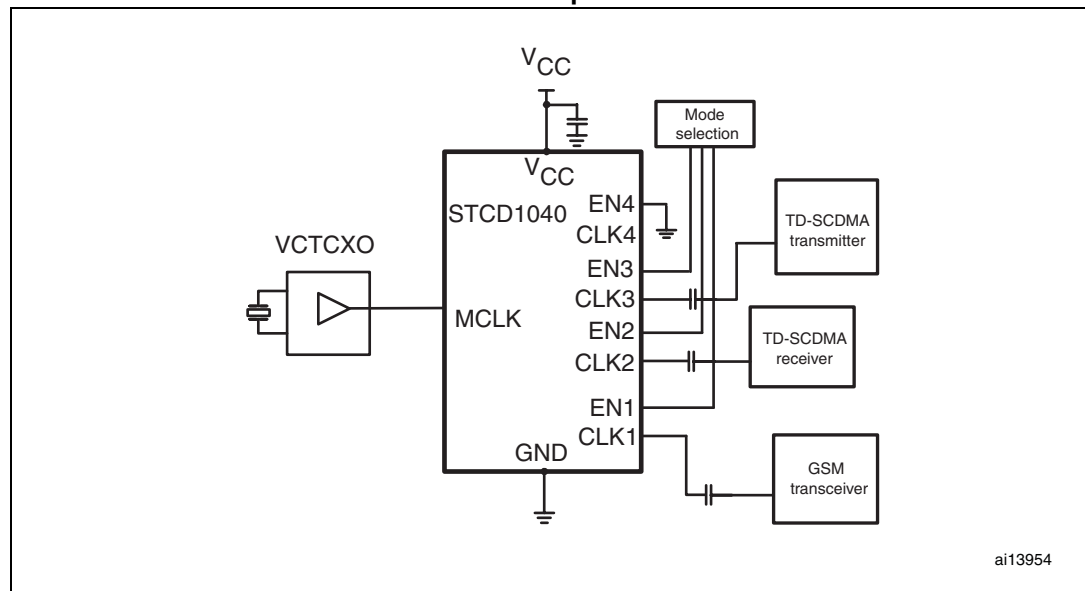 VCC
Mode
selection
VCC
STCD1040
EN4
CLK4
EN3
CLK3
EN2
CLK2
EN1
CLK1
MCLK
GND
VCTCXO
TD-SCDMA
transmitter
TD-SCDMA
receiver
GSM
transceiver
ai13954